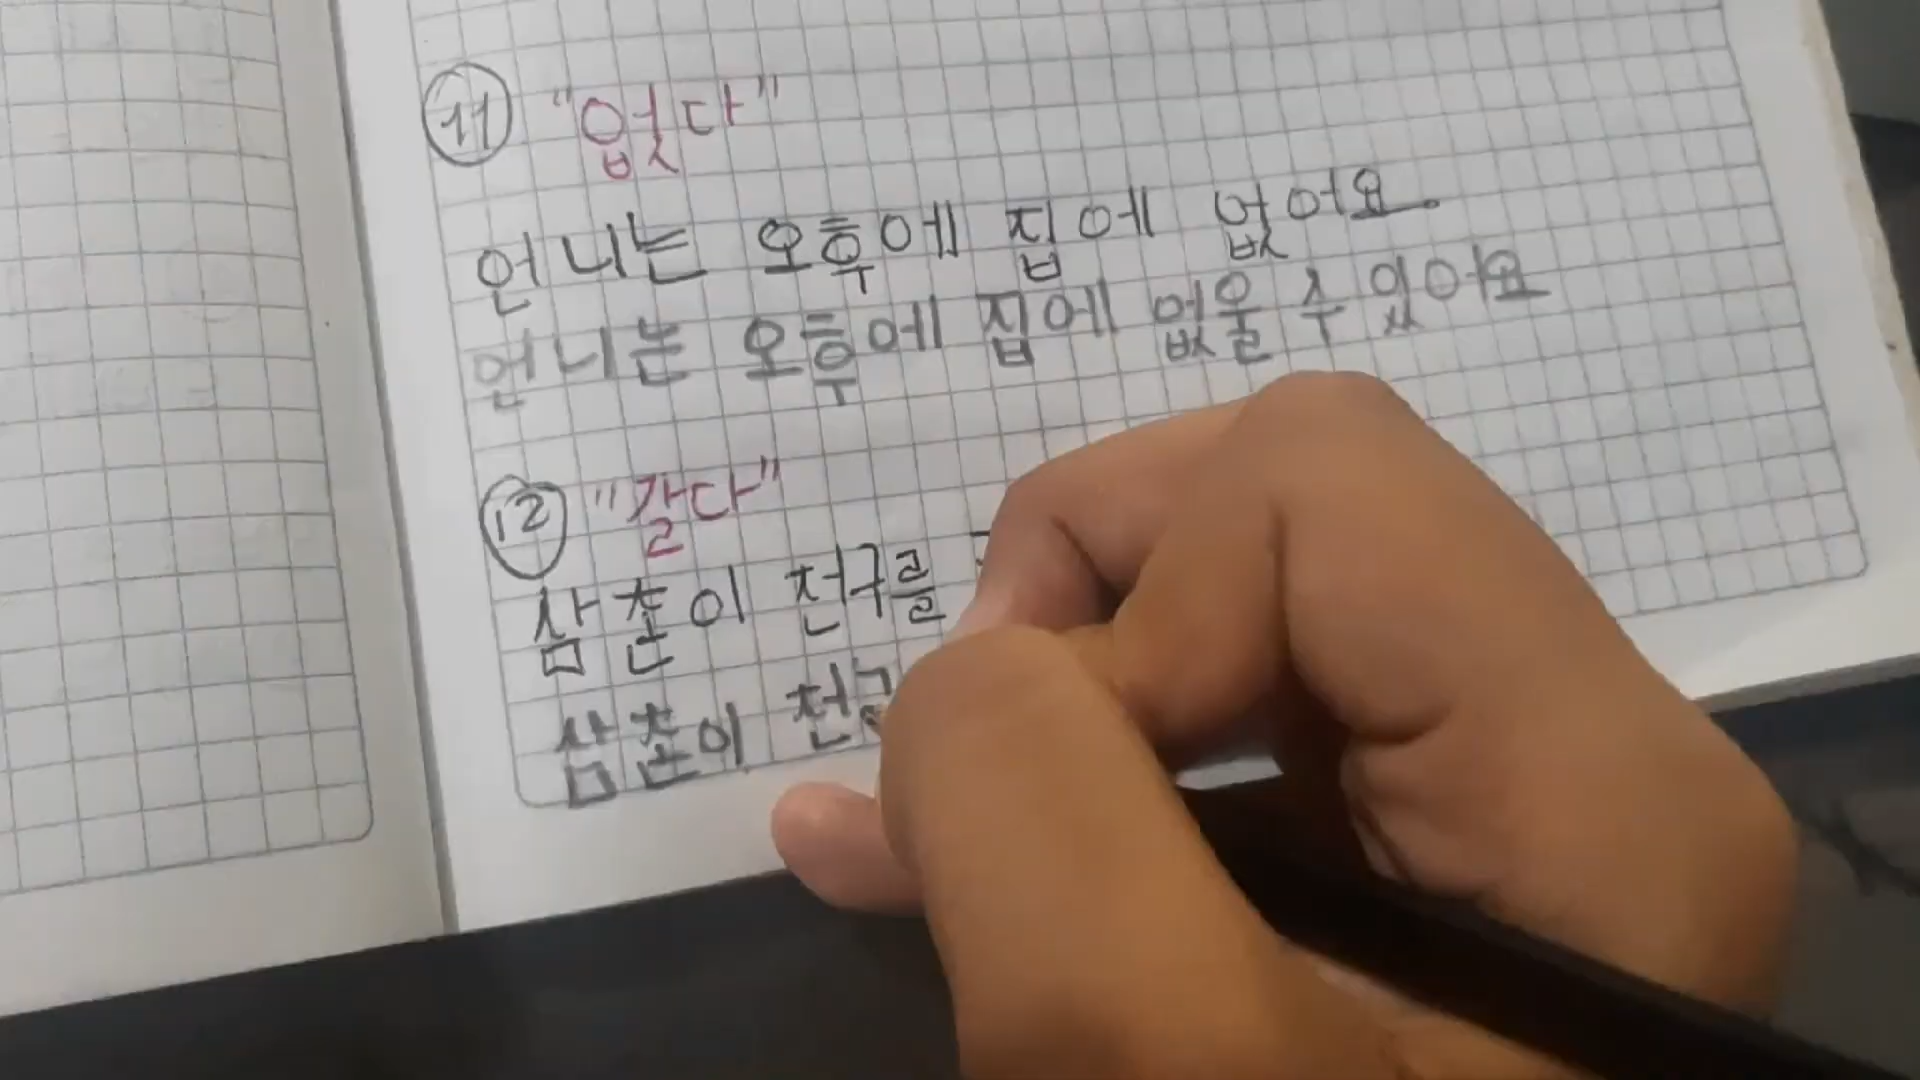 11 "없다"
언니는 오후에 집에 없어요.
언니는 오후에 집에 없을 수 있어요
12 "갈다"
삼촌이 친구를
삼촌이